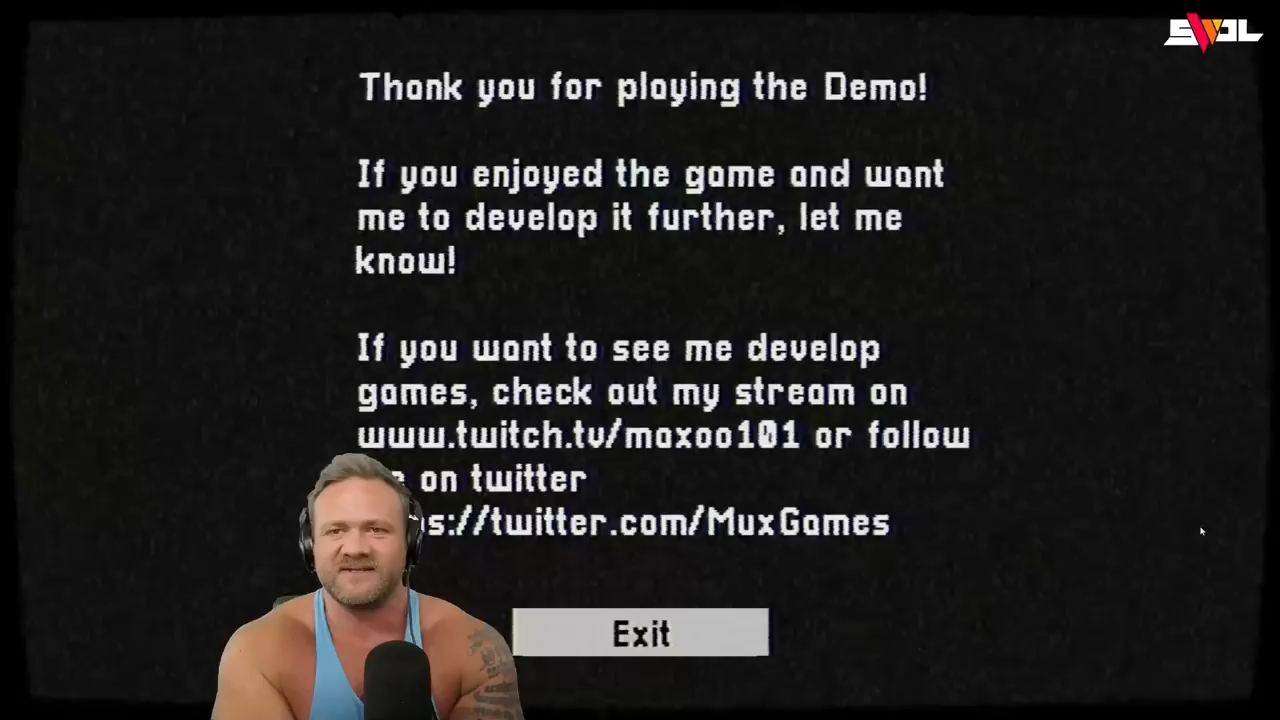 SWOL
Thank you for playing the Demo!
If you enjoyed the game and want
me to develop it further, let me
know!
If you want to see me develop
games, check out my stream on
www.twitch.tv/maxoo101 or follow
on twitter
s://twitter.com/MuxGames
Exit